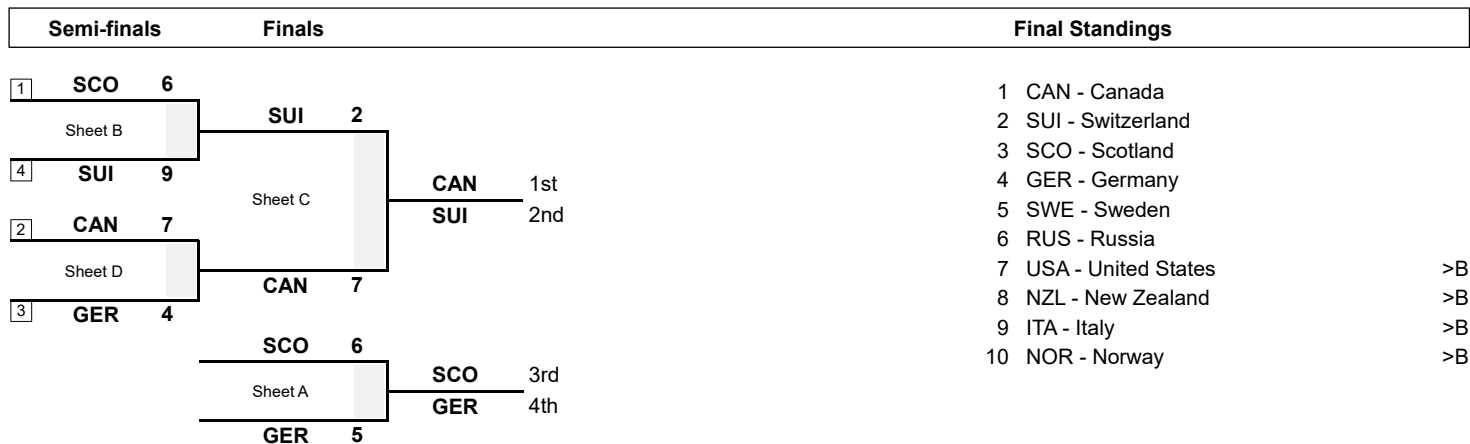 Semi-finals Finals Final Standings
1 SCO 6
Sheet B
4 SUI 9
2 CAN 7
Sheet D
3 GER 4
SUI 2
Sheet C
CAN 7
CAN 1st
SUI 2nd
SCO 6
Sheet A
GER 5
SCO 3rd
GER 4th
1 CAN - Canada
2 SUI - Switzerland
3 SCO - Scotland
4 GER - Germany
5 SWE - Sweden
6 RUS - Russia
7 USA - United States >B
8 NZL - New Zealand >B
9 ITA - Italy >B
10 NOR - Norway >B